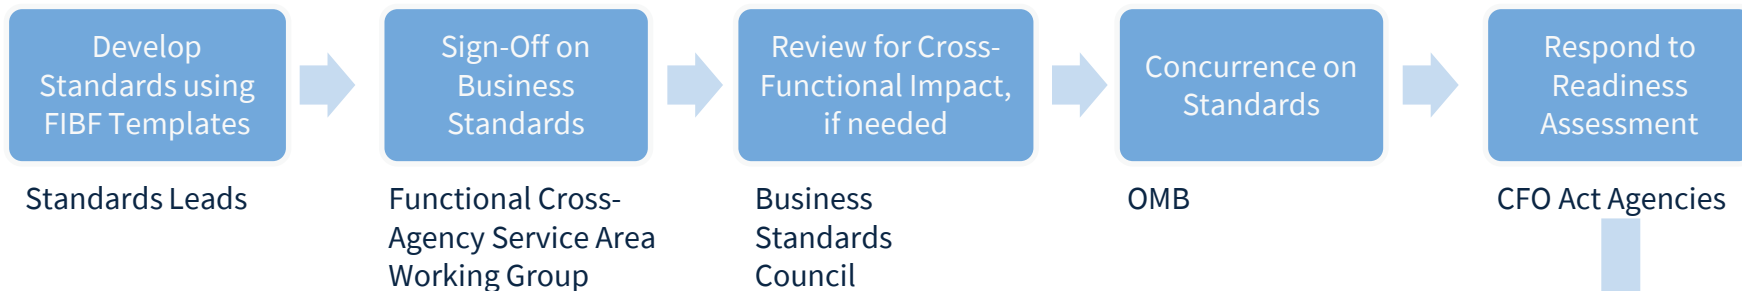 Develop
Standards using
FIBF Templates
Sign-Off on
Business
Standards
Review for Cross-
Functional Impact,
if needed
Concurrence on
Standards
Respond to
Readiness
Assessment
Standards Leads
Functional Cross-
Agency Service Area
Working Group
Business
Standards
Council
OMB
CFO Act Agencies